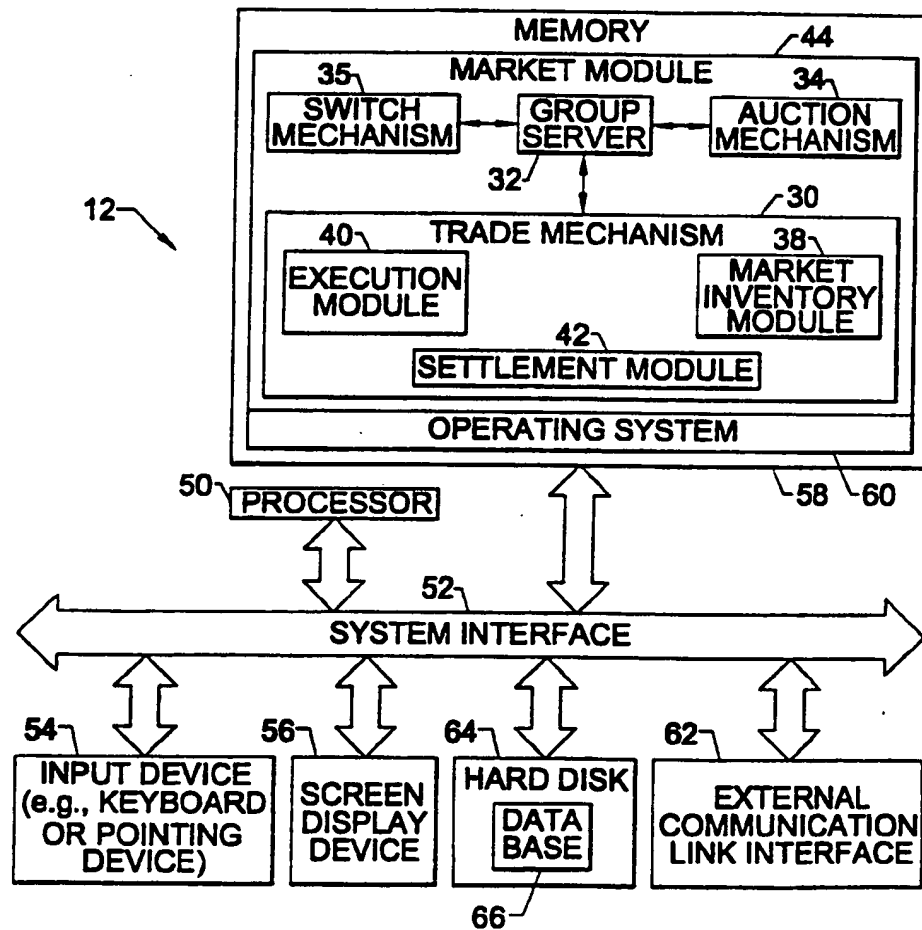 MEMORY
44
MARKET MODULE
35
34
SWITCH
MECHANISM
GROUP
SERVER
AUCTION
MECHANISM
32
12
30
TRADE MECHANISM
40
38
EXECUTION
MODULE
MARKET
INVENTORY
MODULE
42
SETTLEMENT MODULE
OPERATING SYSTEM
58
60
50
PROCESSOR
52
SYSTEM INTERFACE
54
56
64
62
INPUT DEVICE
(e.g., KEYBOARD
OR POINTING
DEVICE)
SCREEN
DISPLAY
DEVICE
HARD DISK
DATA
BASE
66
EXTERNAL
COMMUNICATION
LINK INTERFACE